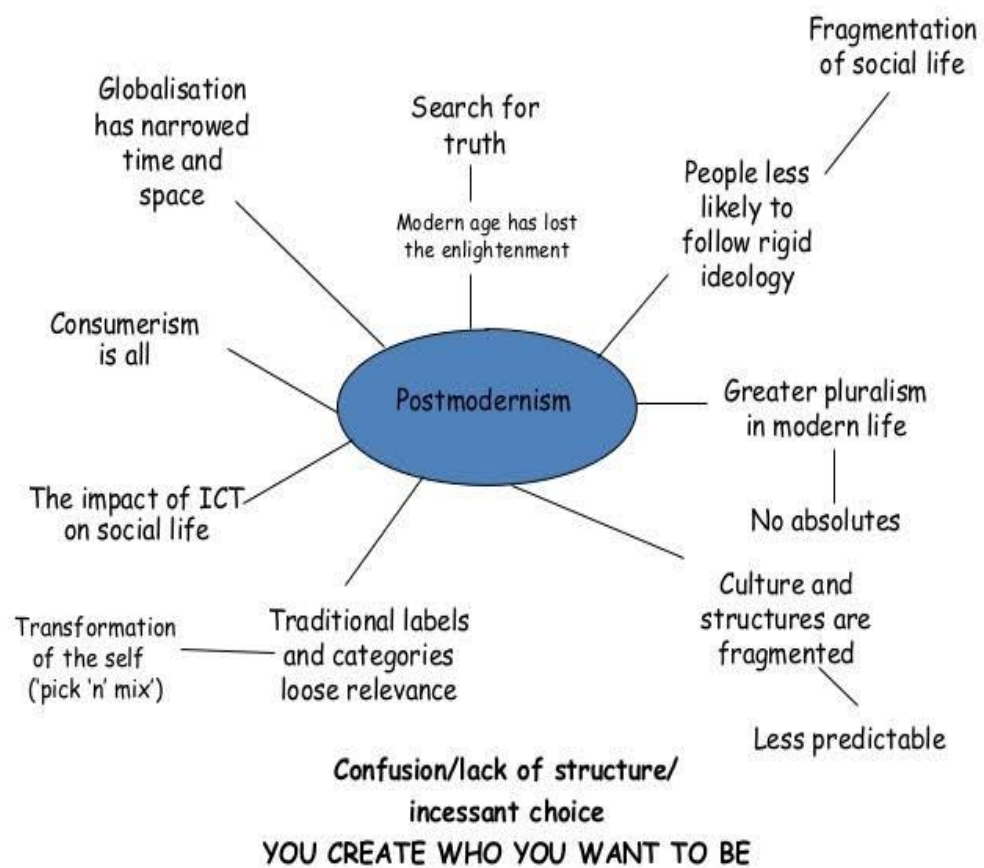 Fragmentation
of social life
Globalisation
has narrowed
time and
space
Search for
truth
Modern age has lost
the enlightenment
People less
likely to
follow rigid
ideology
Consumerism
is all
Postmodernism
Greater pluralism
in modern life
No absolutes
The impact of ICT
on social life
Culture and
structures are
fragmented
Less predictable
Traditional labels
and categories
loose relevance
Transformation
of the self
('pick 'n' mix')
Confusion/lack of structure/
incessant choice
YOU CREATE WHO YOU WANT TO BE